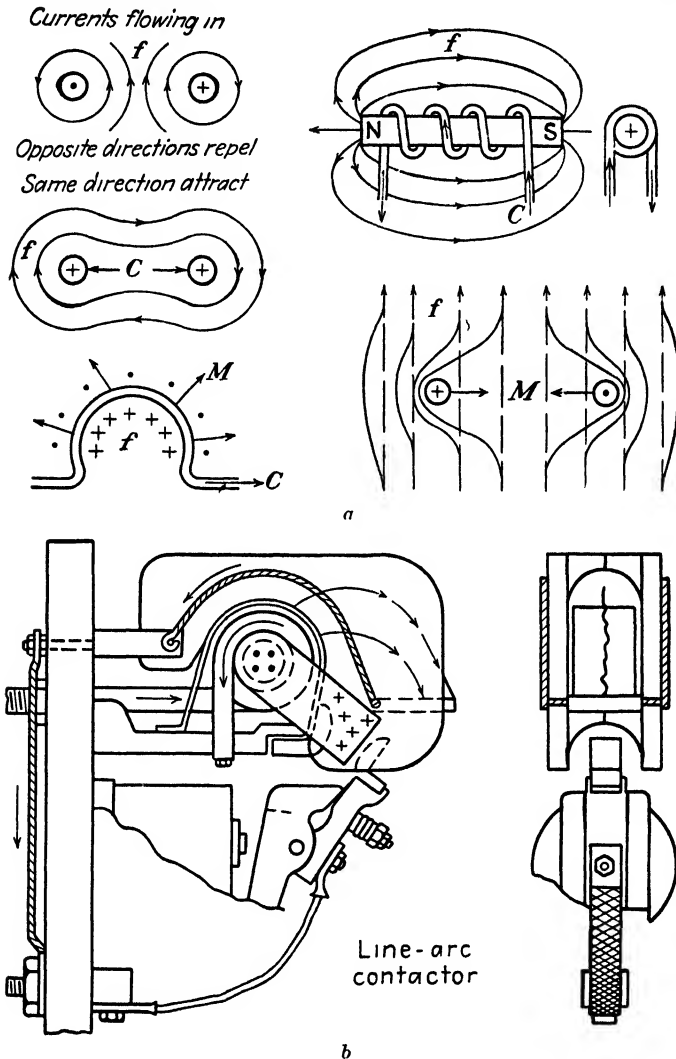 Currents flowing in
f
Opposite directions repel
Same direction attract
f
C
M
f
C
f
N
S
C
f
M
a
Line-arc
contactor
b